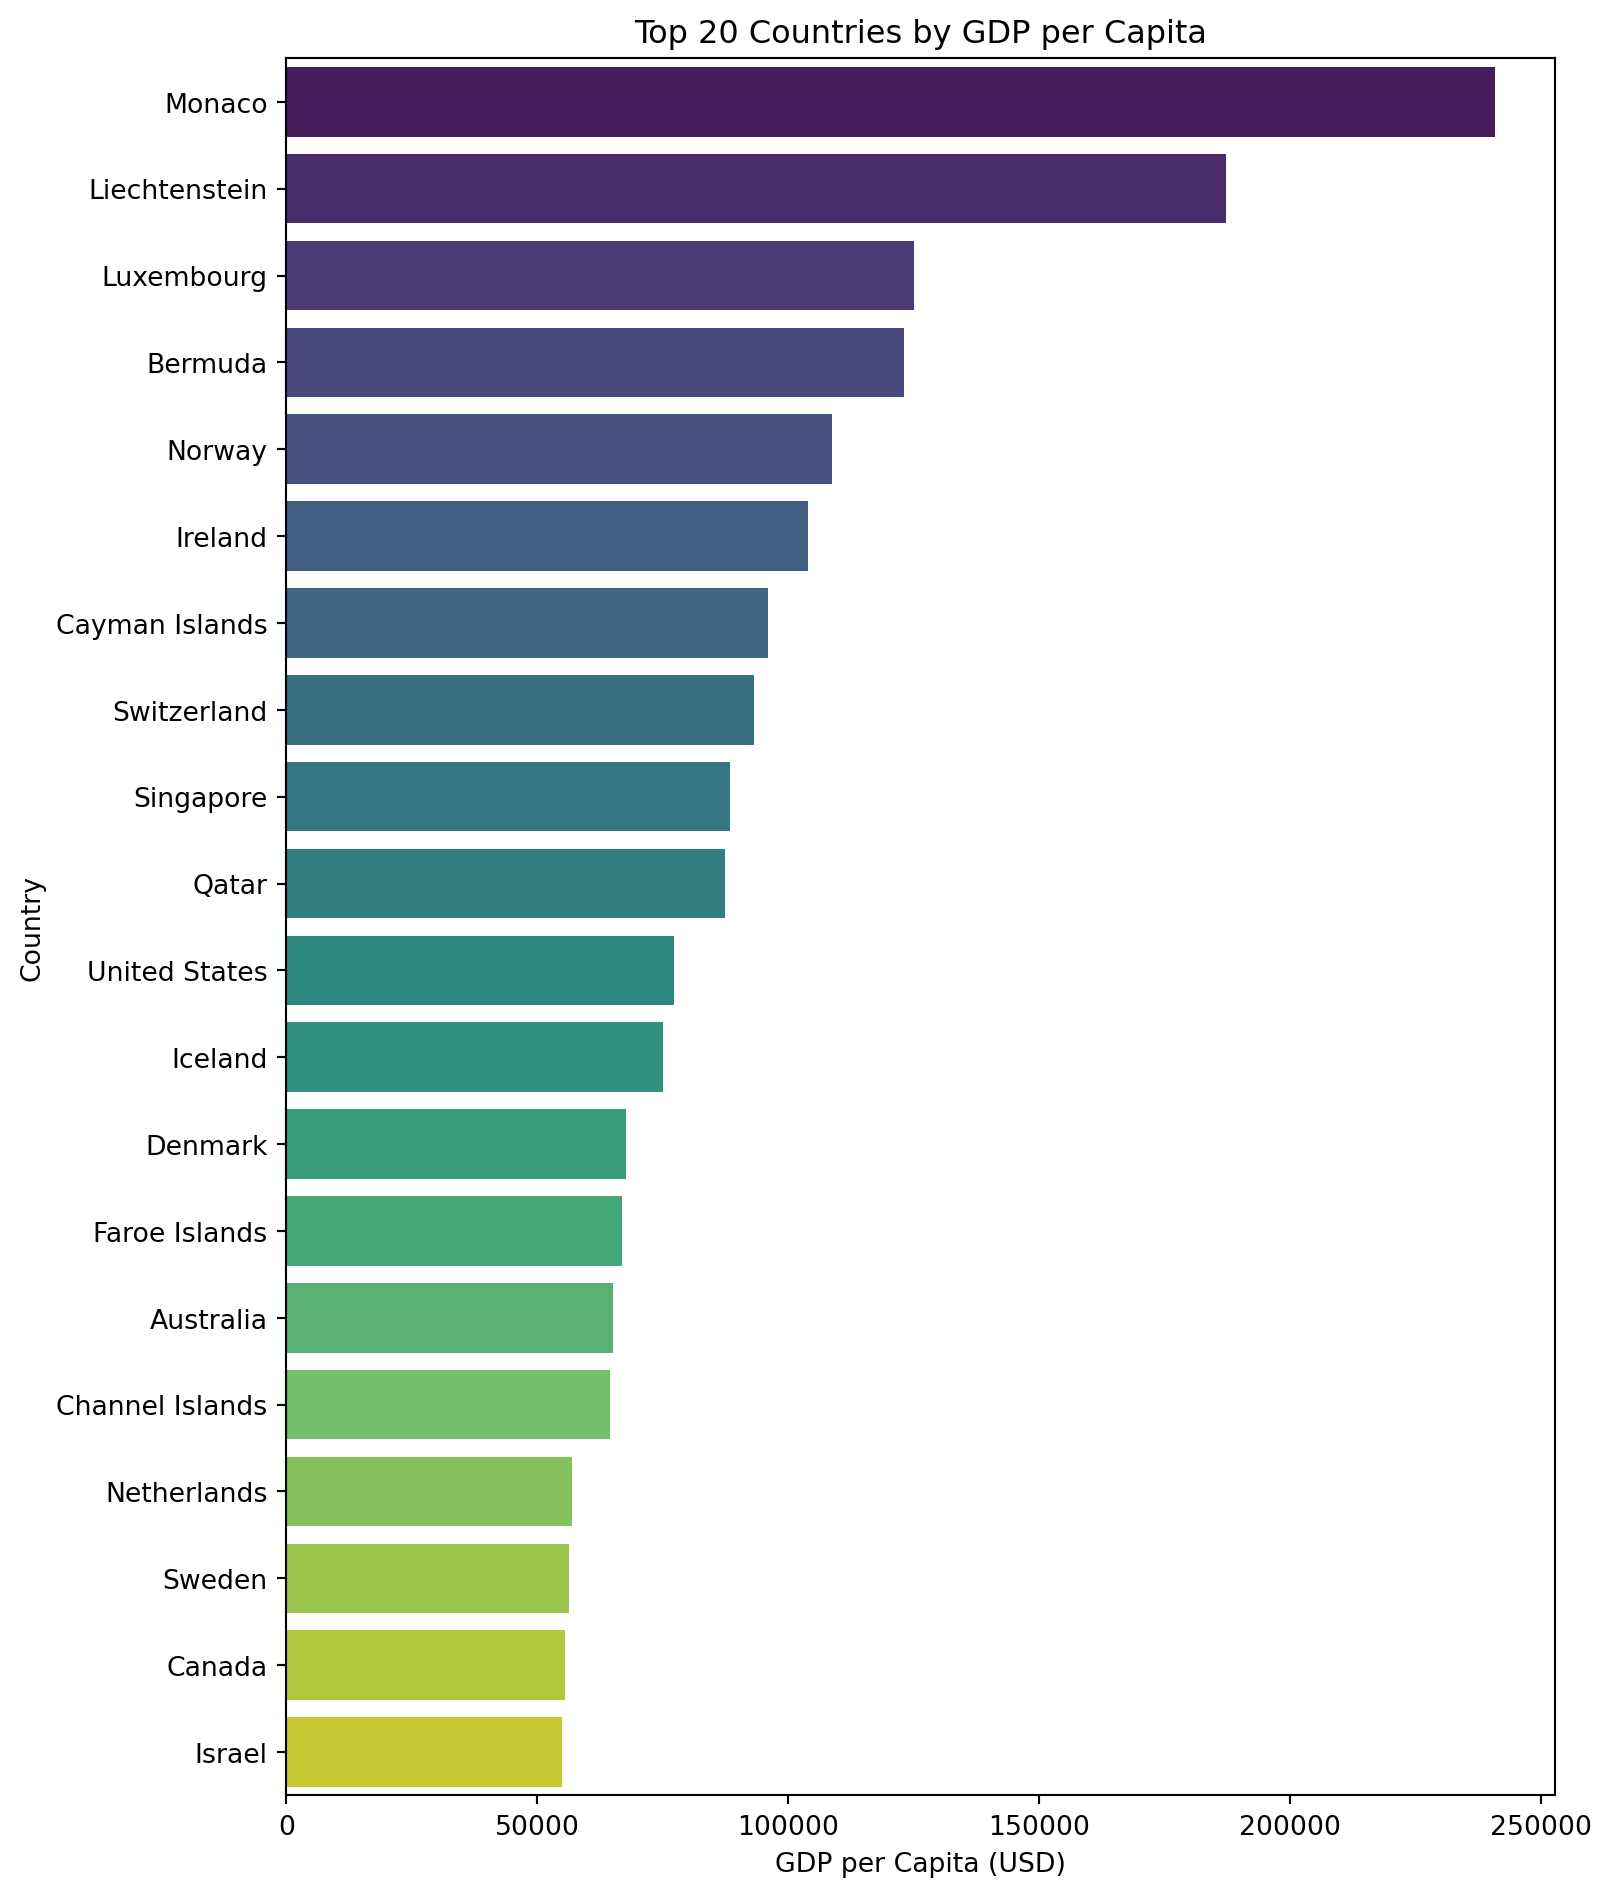 Top 20 Countries by GDP per Capita
Monaco
Liechtenstein
Luxembourg
Bermuda
Norway
Ireland
Cayman Islands
Switzerland
Singapore
Qatar
United States
Iceland
Denmark
Faroe Islands
Australia
Channel Islands
Netherlands
Sweden
Canada
Israel
Country
0 50000 100000 150000 200000 250000
GDP per Capita (USD)